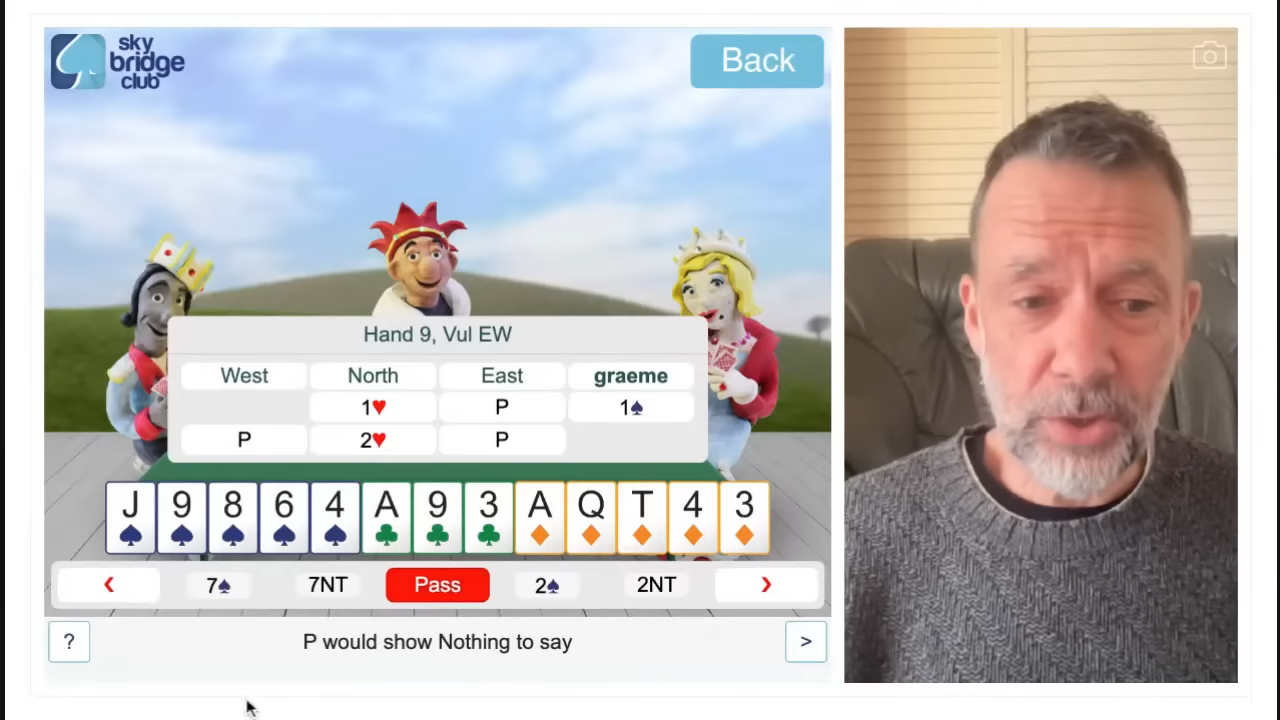 sky
bridge
club
Back
Hand 9, Vul EW
West North East graeme
1♥ P 1♠
P 2♥ P
J 9 8 6 4 A 9 3 A Q T 4 3
♠ ♠ ♠ ♠ ♠ ♣ ♣ ♣ ♦ ♦ ♦ ♦ ♦
‹ 7♠ 7NT Pass 2♠ 2NT ›
? P would show Nothing to say >